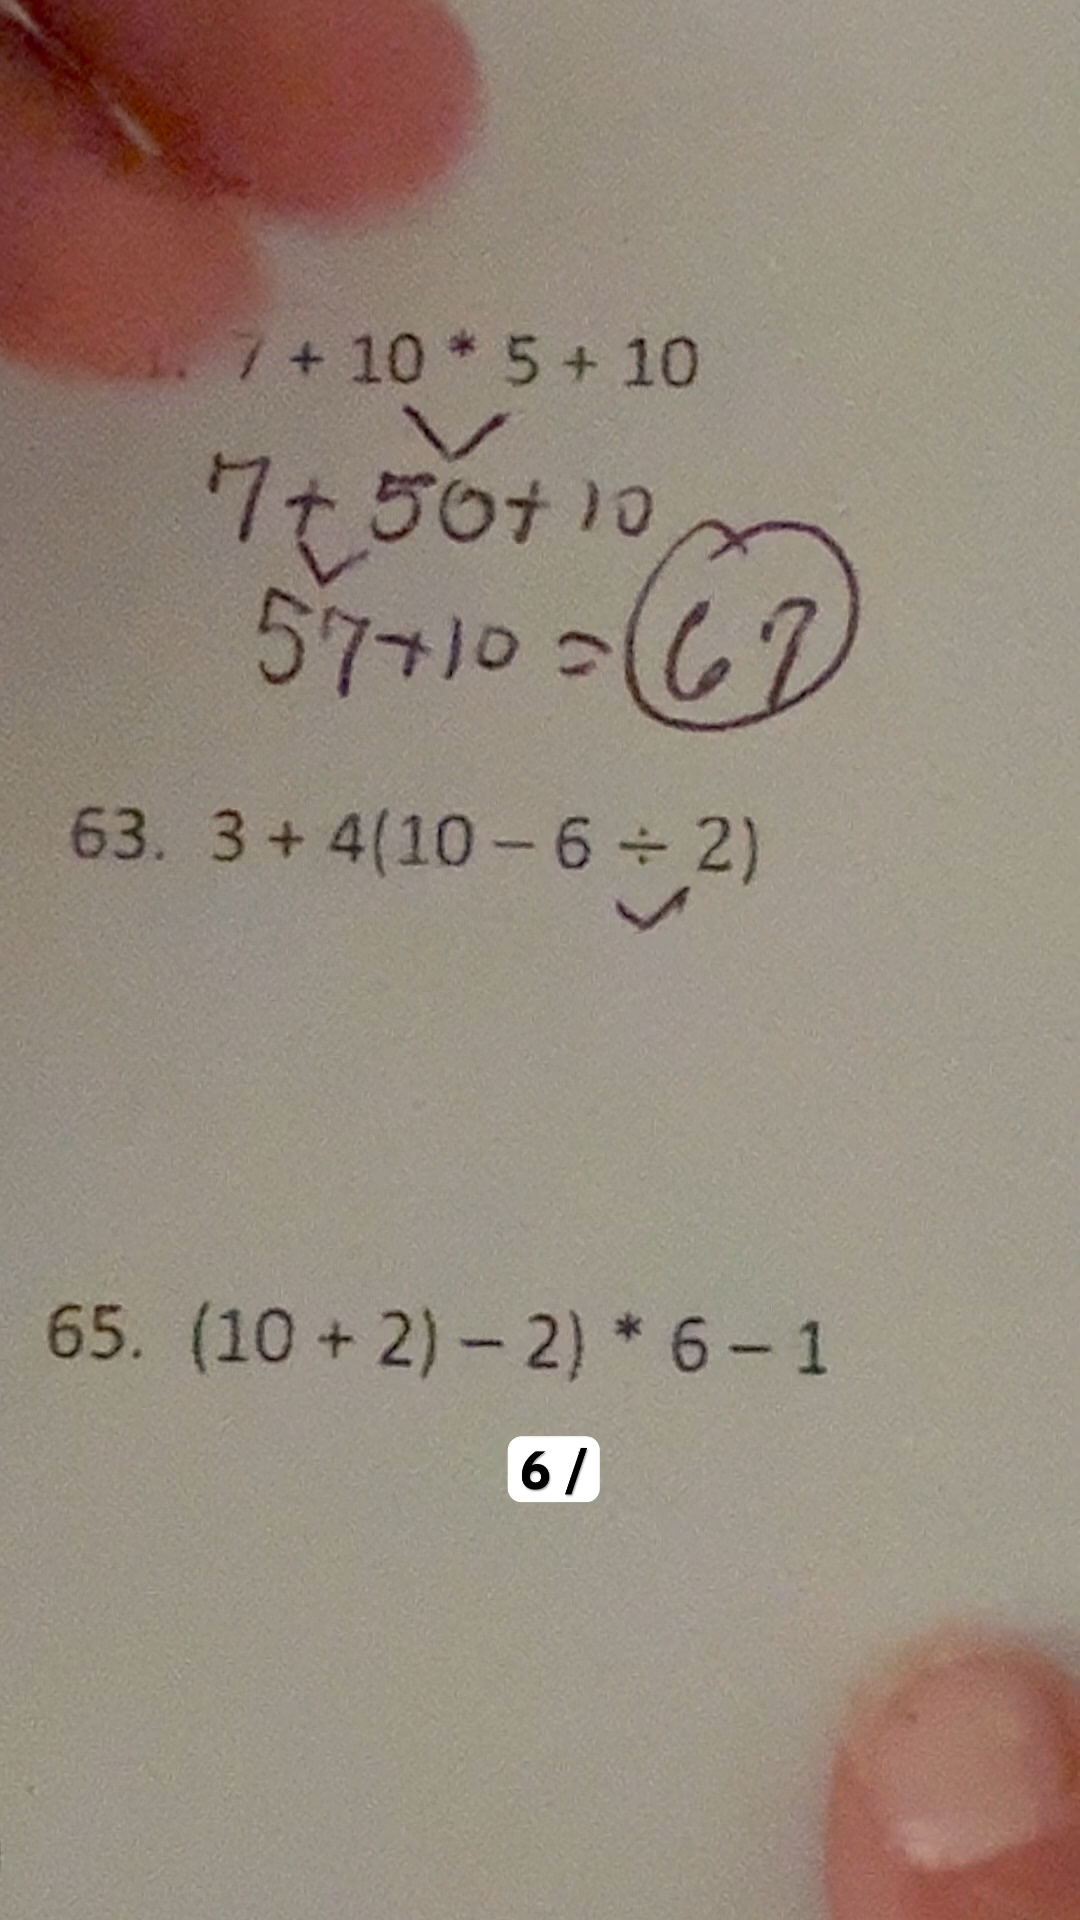 7 + 10 * 5 + 10
7 + 50 + 10
57 + 10 = 67
63. 3 + 4(10 – 6 ÷ 2)
65. (10 + 2) – 2) * 6 – 1
6 /